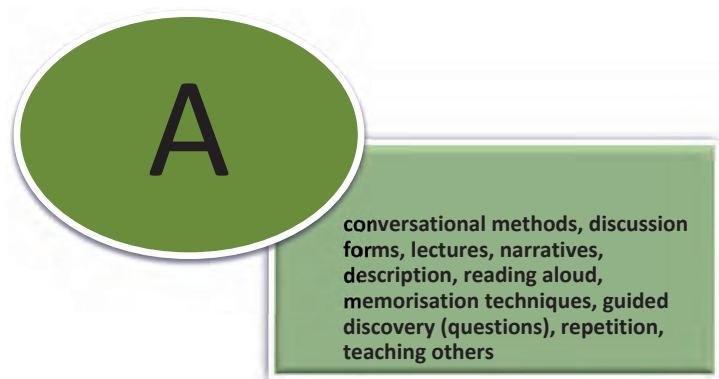 A
conversational methods, discussion
forms, lectures, narratives,
description, reading aloud,
memorisation techniques, guided
discovery (questions), repetition,
teaching others